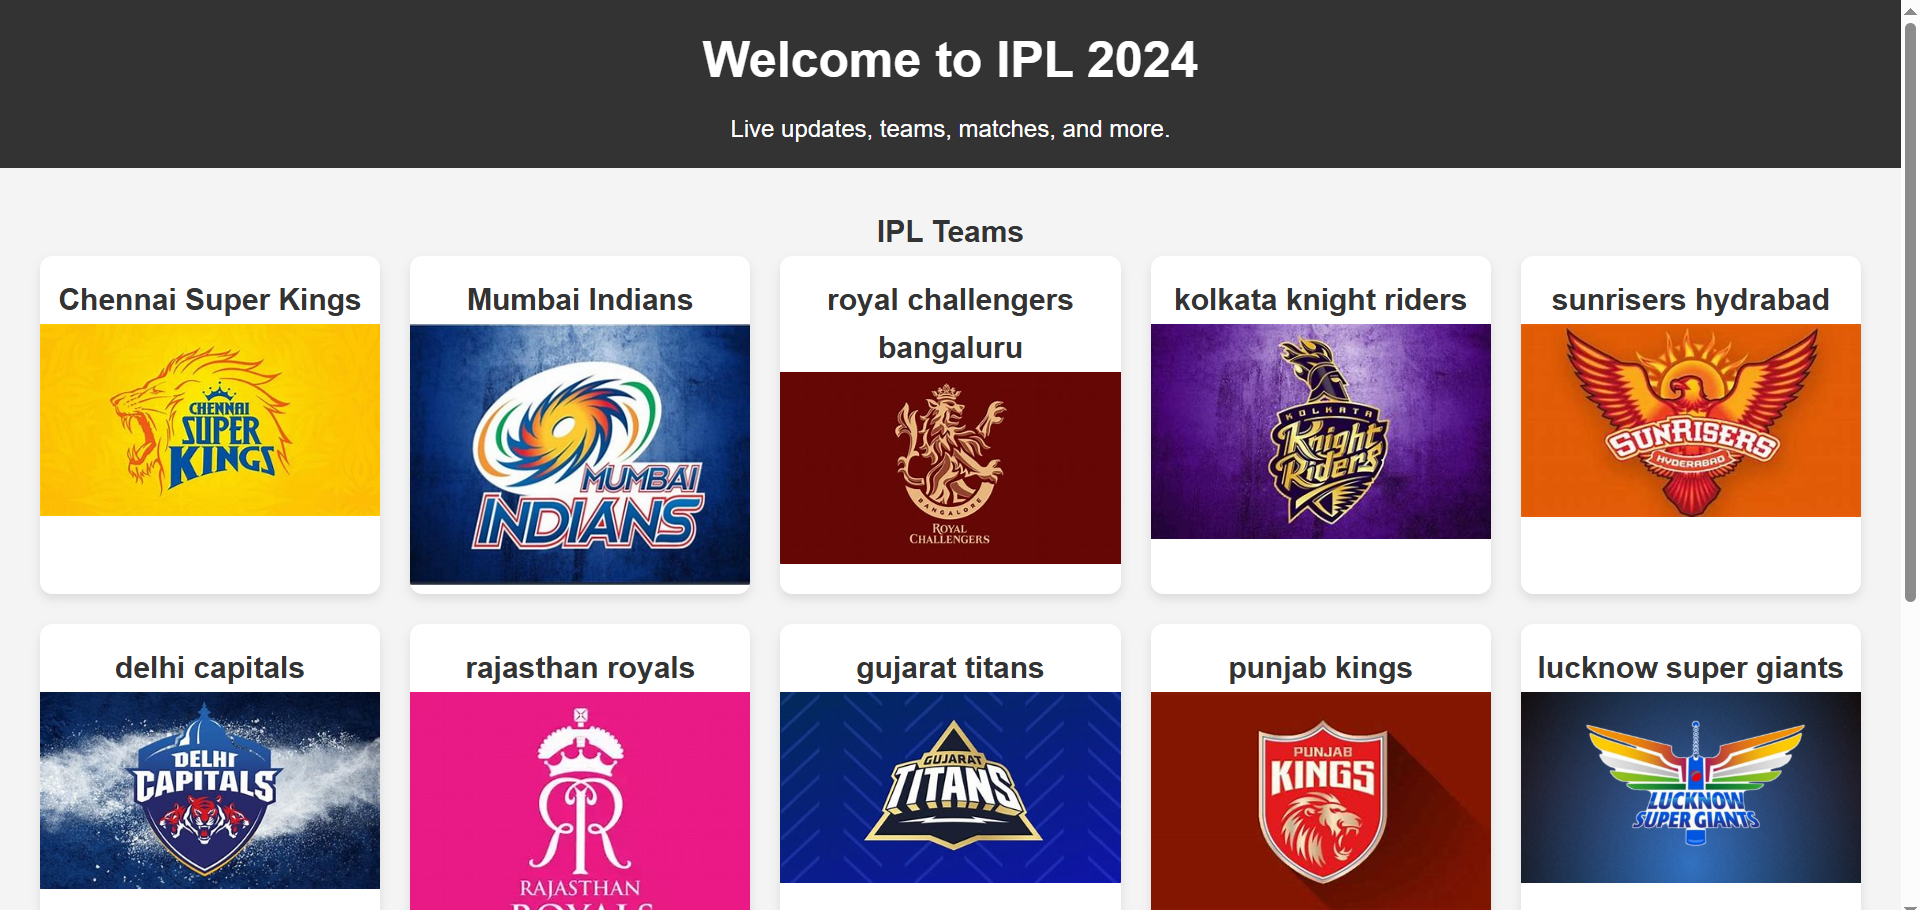 Welcome to IPL 2024
Live updates, teams, matches, and more.
IPL Teams
Chennai Super Kings
CHENNAI
SUPER
KINGS
Mumbai Indians
MUMBAI
INDIANS
royal challengers
bangaluru
BANGALORE
ROYAL
CHALLENGERS
kolkata knight riders
KOLKATA
Knight
Riders
sunrisers hydrabad
SUNRISERS
HYDERABAD
delhi capitals
DELHI
CAPITALS
rajasthan royals
RR
RAJASTHAN
ROYALS
gujarat titans
GUJARAT
TITANS
punjab kings
PUNJAB
KINGS
lucknow super giants
LUCKNOW
SUPER GIANTS